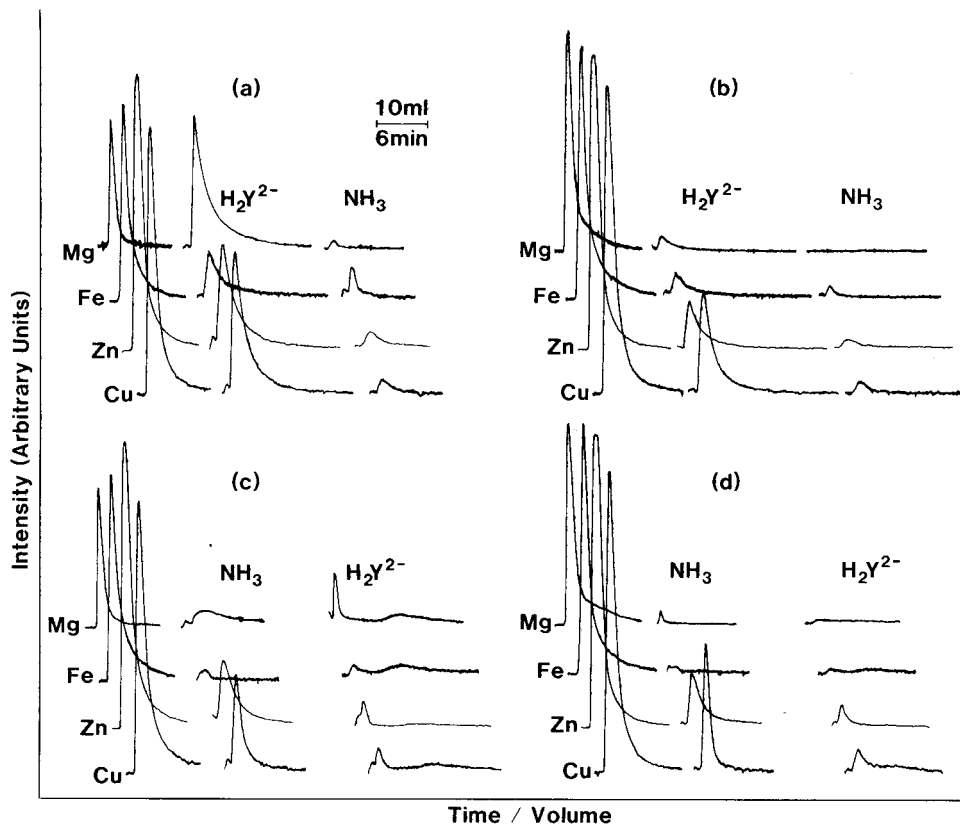 Intensity (Arbitrary Units)
(a)
10ml
6min
H₂Y²⁻
NH₃
Mg
Fe
Zn
Cu
(b)
H₂Y²⁻
NH₃
Mg
Fe
Zn
Cu
(c)
NH₃
H₂Y²⁻
Mg
Fe
Zn
Cu
(d)
NH₃
H₂Y²⁻
Mg
Fe
Zn
Cu
Time / Volume